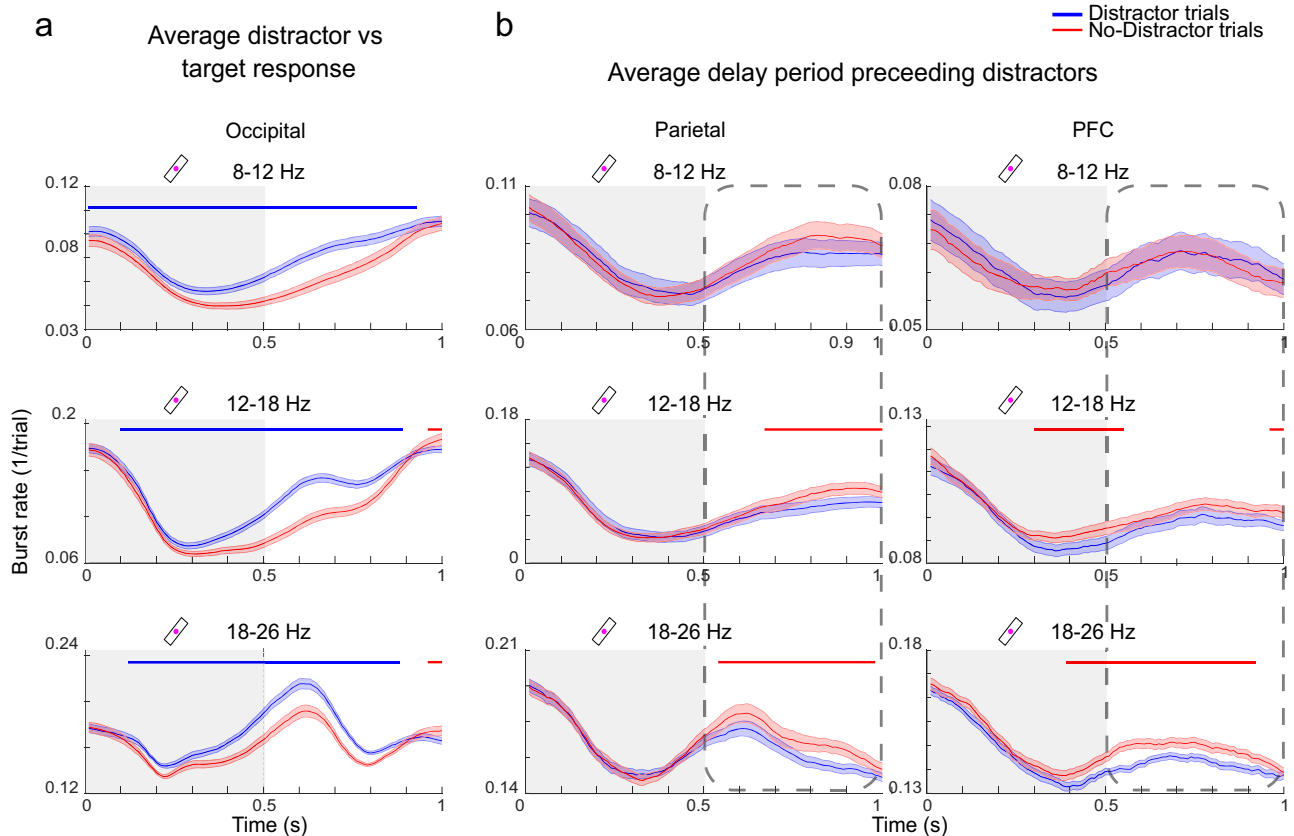 a
Average distractor vs
target response
b
Distractor trials
No-Distractor trials
Average delay period preceeding distractors
Occipital
Parietal
PFC
8-12 Hz
8-12 Hz
8-12 Hz
0.12
0.08
0.03
0
0.5
1
0.11
0.06
0
0.5
0.9
1
0.08
0.05
0
0.5
1
12-18 Hz
12-18 Hz
12-18 Hz
Burst rate (1/trial)
0.2
0.06
0
0.5
1
0.18
0
0
0.5
1
0.13
0.08
0
0.5
1
18-26 Hz
18-26 Hz
18-26 Hz
0.24
0.12
0
0.5
1
0.21
0.14
0
0.5
1
0.18
0.13
0
0.5
1
Time (s)
Time (s)
Time (s)